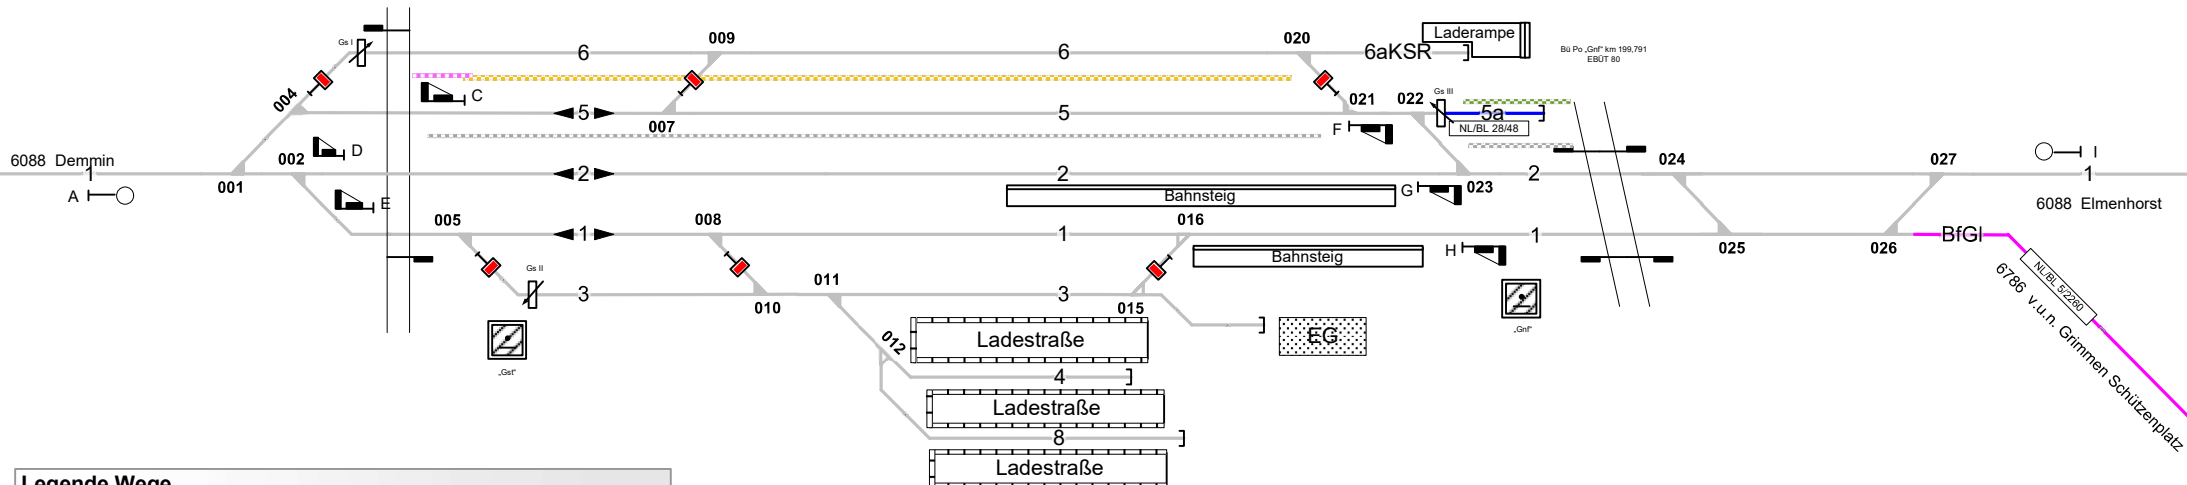 Gs I
6
009
6
020
6aKSR
Laderampe
Bü Po „Gnf“ km 199,791
EBÜT 80
004
C
5
007
5
021
022
Gs III
5a
NL/BL 28/48
F
D
6088 Demmin
1
A
001
002
2
2
Bahnsteig
G
023
2
024
027
I
1
6088 Elmenhorst
E
005
1
008
1
016
Bahnsteig
H
1
025
026
BfGl
NL/BL 5/2260
6786 v.u.n. Grimmen Schützenplatz
Gs II
3
010
011
3
015
„Gst“
012
Ladestraße
EG
„Gnf“
4
Ladestraße
8
Ladestraße
Legende Wege